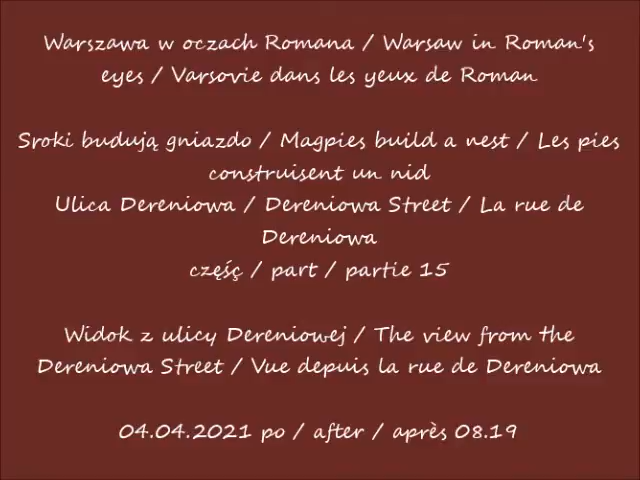 Warszawa w oczach Romana / Warsaw in Roman's
eyes / Varsovie dans les yeux de Roman
Sroki budują gniazdo / Magpies build a nest / Les pies
construisent un nid
Ulica Dereniowa / Dereniowa Street / La rue de
Dereniowa
częśç / part / partie 15
Widok z ulicy Dereniowej / The view from the
Dereniowa Street / Vue depuis la rue de Dereniowa
04.04.2021 po / after / après 08.19